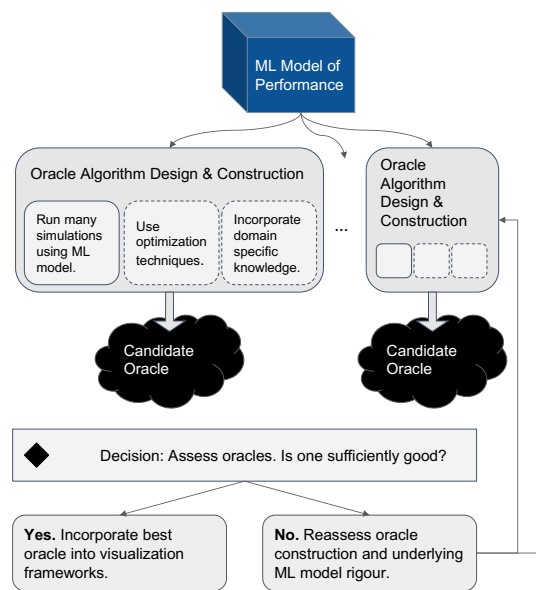 ML Model of
Performance
Oracle Algorithm Design & Construction
Run many
simulations
using ML
model.
Use
optimization
techniques.
Incorporate
domain
specific
knowledge.
...
Oracle
Algorithm
Design &
Construction
Candidate
Oracle
Candidate
Oracle
Decision: Assess oracles. Is one sufficiently good?
Yes. Incorporate best
oracle into visualization
frameworks.
No. Reassess oracle
construction and underlying
ML model rigour.